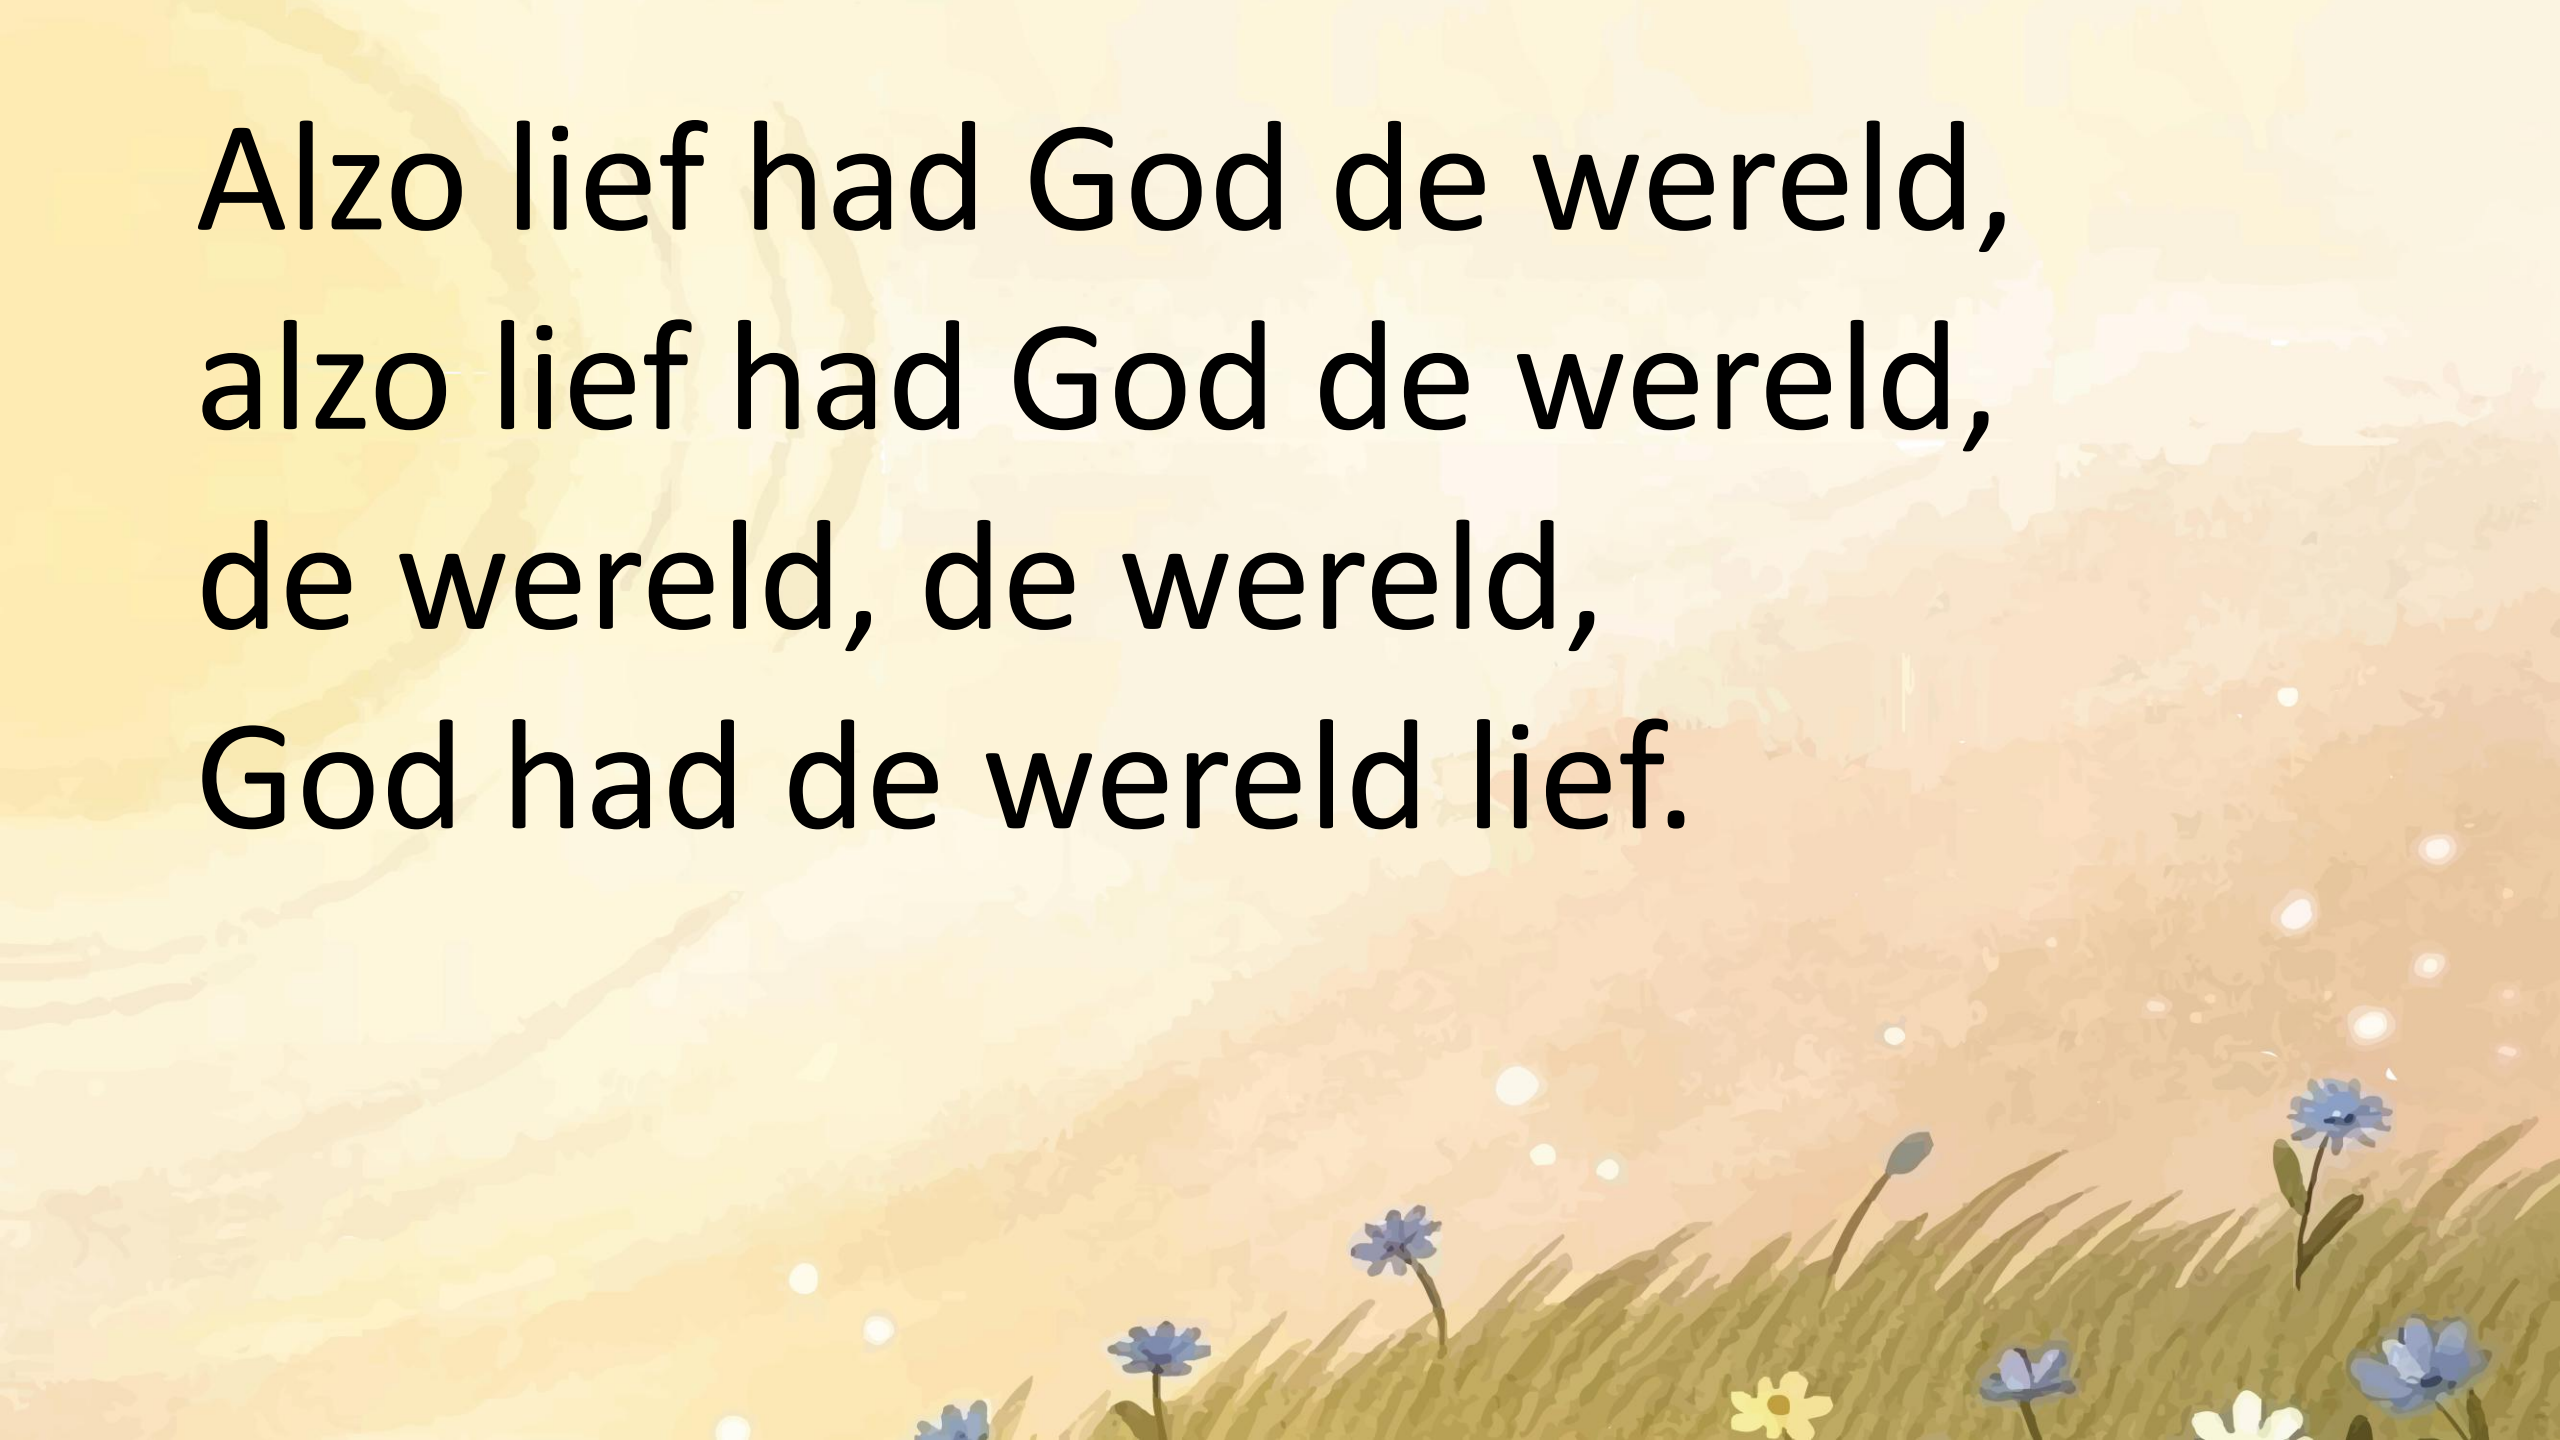 Alzo lief had God de wereld,
alzo lief had God de wereld,
de wereld, de wereld,
God had de wereld lief.